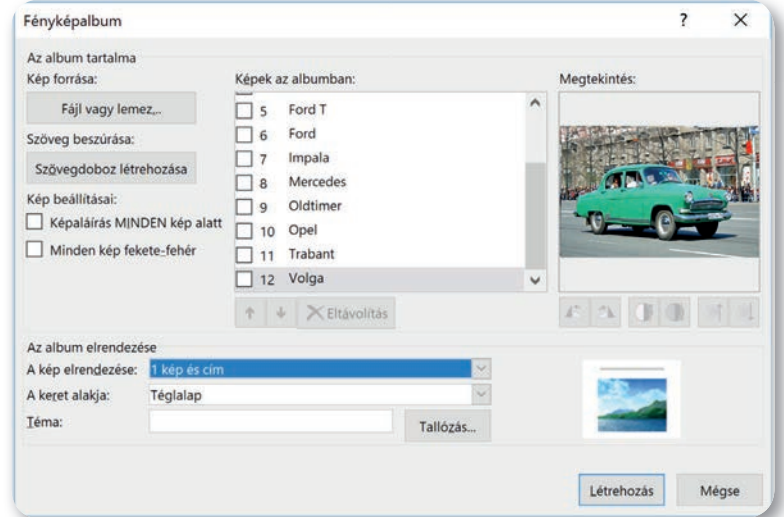 Fényképalbum
Az album tartalma
Kép forrása:
Fájl vagy lemez...
Szöveg beszúrása:
Szövegdoboz létrehozása
Kép beállításai:
Képaláírás MINDEN kép alatt
Minden kép fekete-fehér
Képek az albumban:
5 Ford T
6 Ford
7 Impala
8 Mercedes
9 Oldtimer
10 Opel
11 Trabant
12 Volga
Eltávolítás
Megtekintés:
Az album elrendezése
A kép elrendezése: 1 kép és cím
A keret alakja: Téglalap
Téma:
Tallózás...
Létrehozás
Mégse